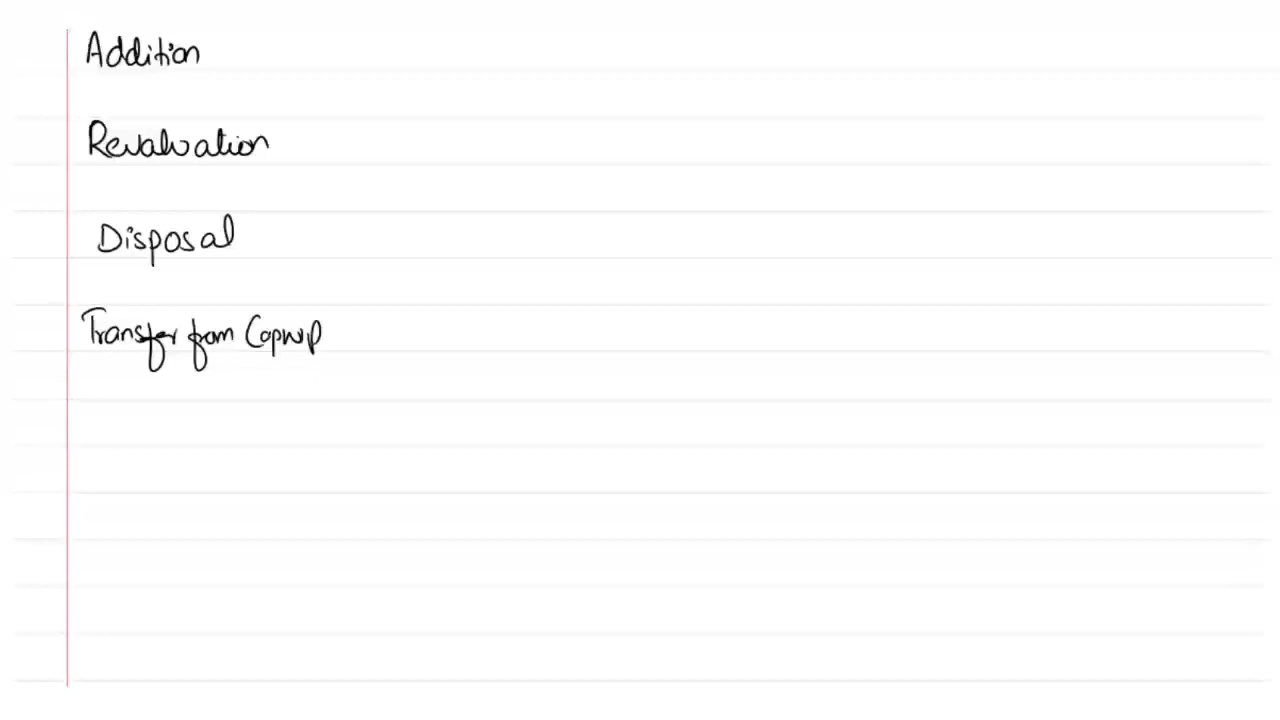 Addition
Revaluation
Disposal
Transfer from Capwip